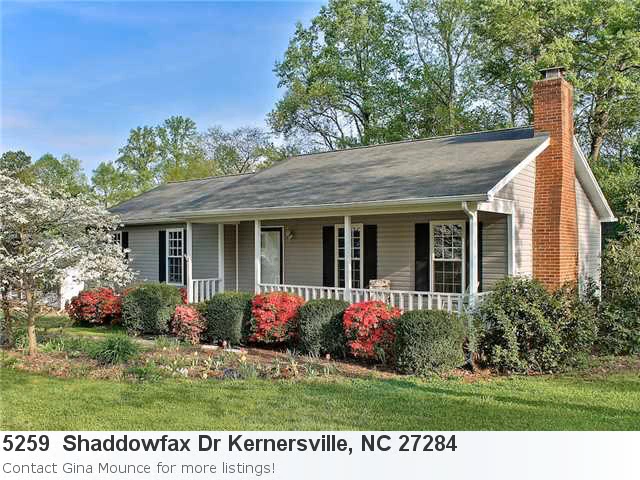 5259 Shaddowfax Dr Kernersville, NC 27284
Contact Gina Mounce for more listings!